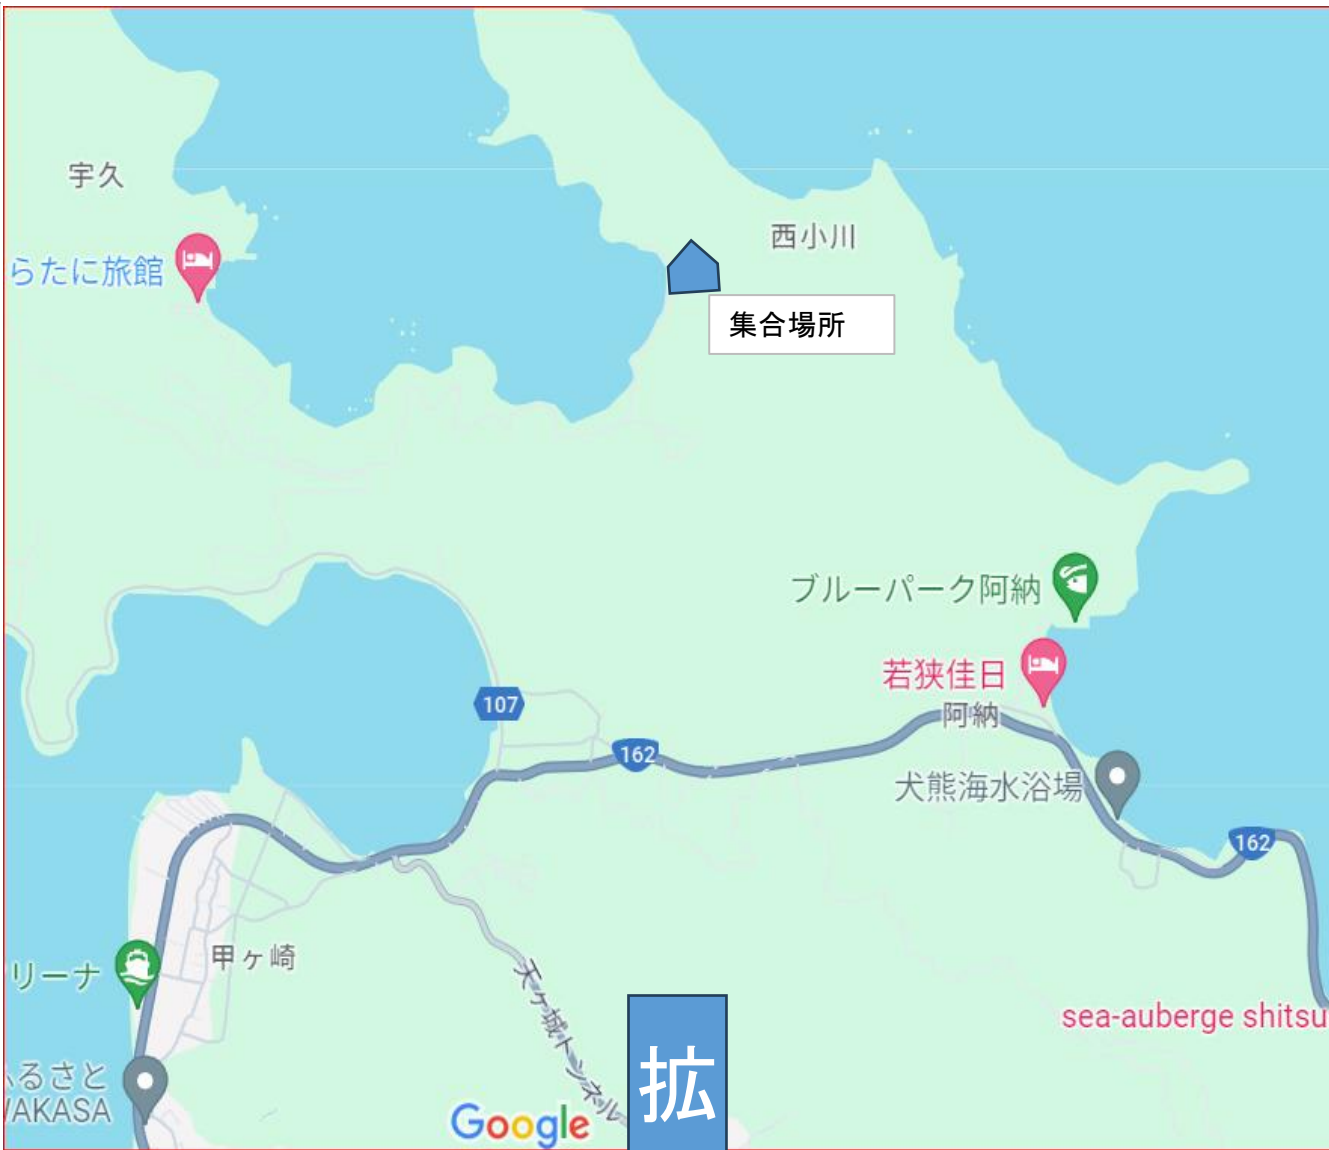 宇久
西小川
らたに旅館
集合場所
ブルーパーク阿納
若狭佳日
107
阿納
162
犬熊海水浴場
162
甲ヶ崎
リーナ
天ヶ城トンネル
sea-auberge shitsu
拡
ふるさと
WAKASA
Google